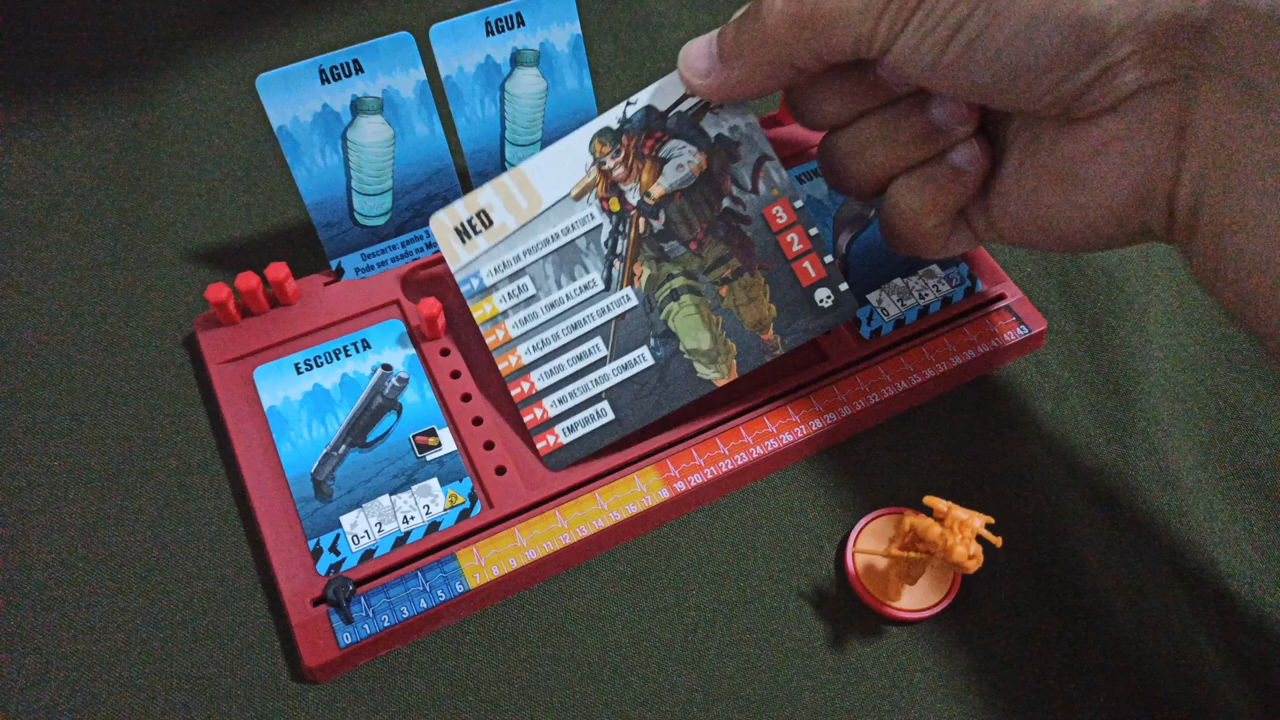 ÁGUA
ÁGUA
Descarte: ganhe 3
Pode ser usado na
NED
NED
+1 AÇÃO DE PROCURAR GRATUITA
+1 AÇÃO
+1 DADO: LONGO ALCANCE
+1 AÇÃO DE COMBATE GRATUITA
+1 DADO: COMBATE
+1 NO RESULTADO: COMBATE
EMPURRÃO
3
2
1
KUK
1 2 4+ 2
ESCOPETA
0-1 2 4+ 2
0 1 2 3 4 5 6 7 8 9 10 11 12 13 14 15 16 17 18 19 20 21 22 23 24 25 26 27 28 29 30 31 32 33 34 35 36 37 38 39 40 41 42 43